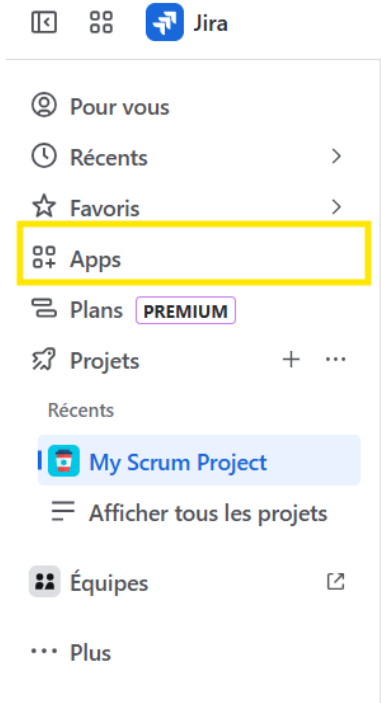 Jira
Pour vous
Récents
Favoris
Apps
Plans PREMIUM
Projets
Récents
My Scrum Project
Afficher tous les projets
Équipes
Plus